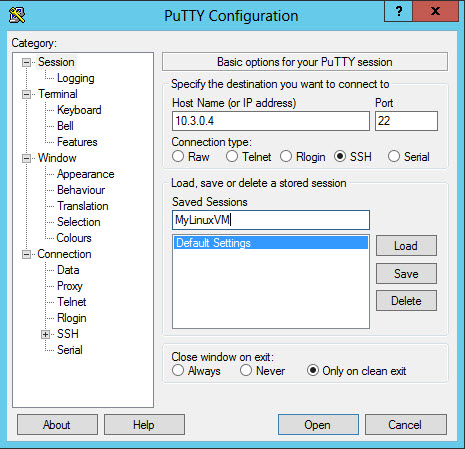 PuTTY Configuration
? X
Category:
Session
Logging
Terminal
Keyboard
Bell
Features
Window
Appearance
Behaviour
Translation
Selection
Colours
Connection
Data
Proxy
Telnet
Rlogin
SSH
Serial
Basic options for your PuTTY session
Specify the destination you want to connect to
Host Name (or IP address) Port
10.3.0.4 22
Connection type:
Raw Telnet Rlogin SSH Serial
Load, save or delete a stored session
Saved Sessions
MyLinuxVM
Default Settings
Load
Save
Delete
Close window on exit:
Always Never Only on clean exit
About Help Open Cancel